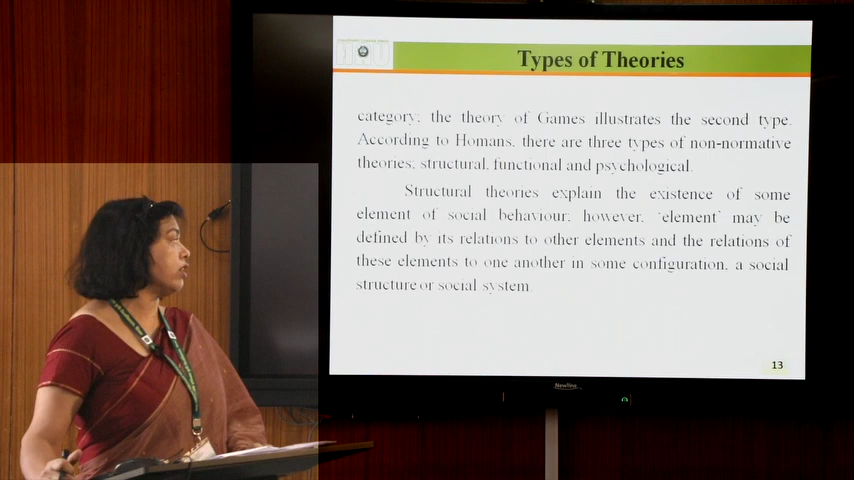 HAU
Types of Theories
category; the theory of Games illustrates the second type.
According to Homans, there are three types of non-normative
theories; structural, functional and psychological.
Structural theories explain the existence of some
element of social behaviour; however, 'element' may be
defined by its relations to other elements and the relations of
these elements to one another in some configuration, a social
structure or social system.
13
Newline